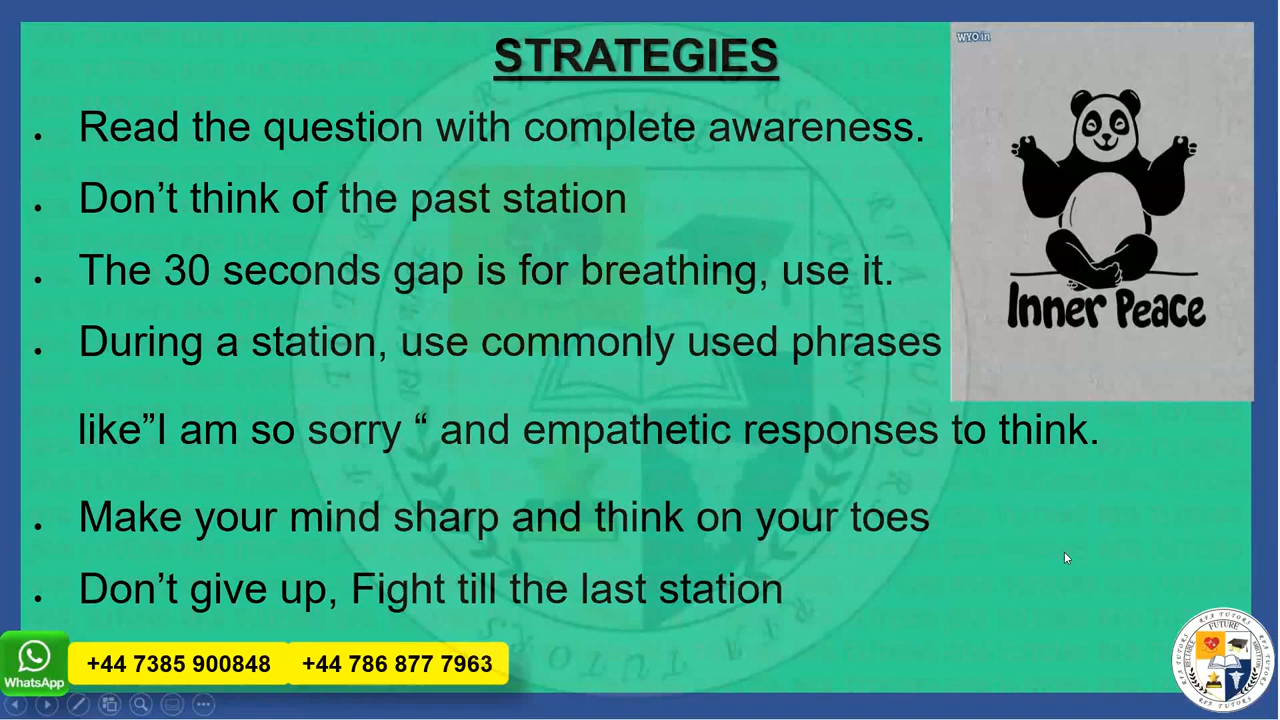 STRATEGIES
WYO in
. Read the question with complete awareness.
. Don’t think of the past station
. The 30 seconds gap is for breathing, use it.
. During a station, use commonly used phrases
like”I am so sorry “ and empathetic responses to think.
. Make your mind sharp and think on your toes
. Don’t give up, Fight till the last station
Inner Peace
WhatsApp
+44 7385 900848 +44 786 877 7963
RFA TUTORS
FUTURE